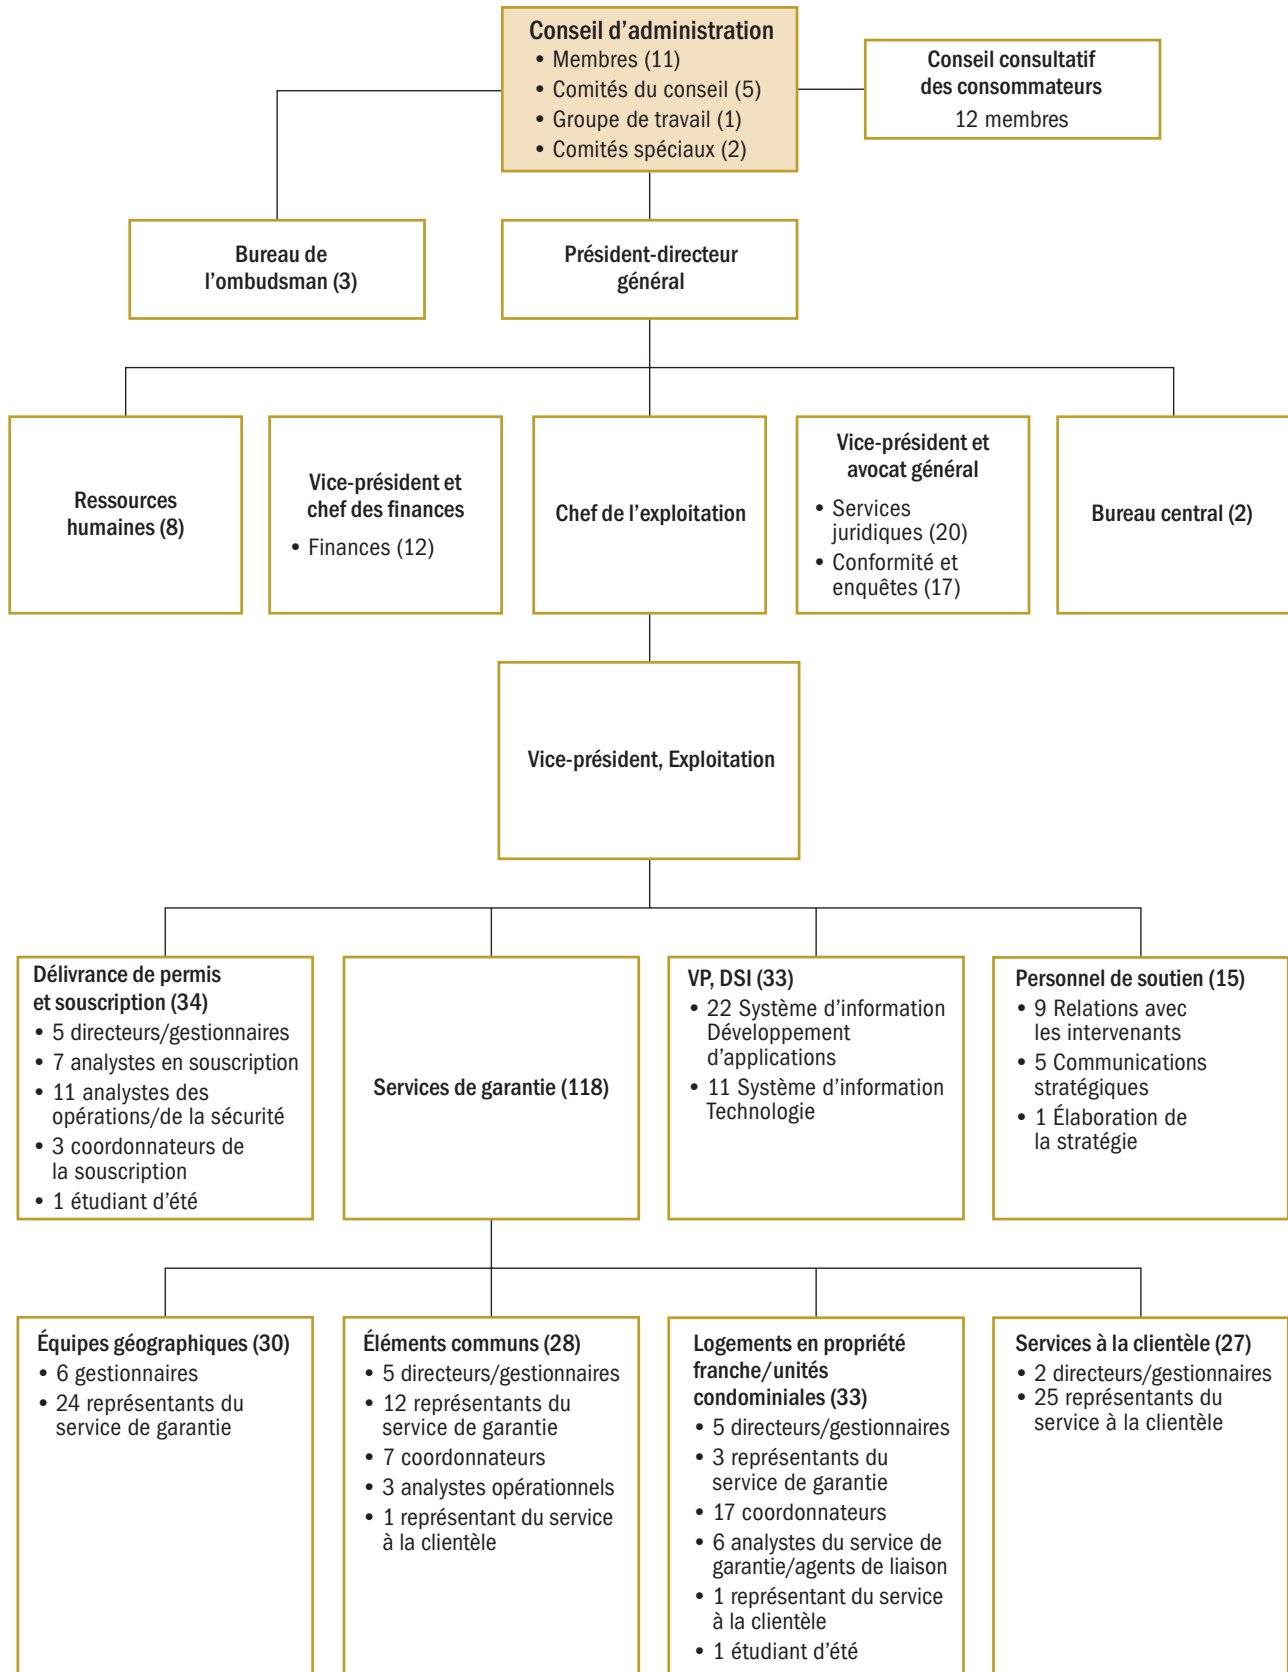 Conseil d'administration
• Membres (11)
• Comités du conseil (5)
• Groupe de travail (1)
• Comités spéciaux (2)
Conseil consultatif
des consommateurs
12 membres
Bureau de
l'ombudsman (3)
Président-directeur
général
Ressources
humaines (8)
Vice-président et
chef des finances
• Finances (12)
Chef de l'exploitation
Vice-président et
avocat général
• Services
juridiques (20)
• Conformité et
enquêtes (17)
Bureau central (2)
Vice-président, Exploitation
Délivrance de permis
et souscription (34)
• 5 directeurs/gestionnaires
• 7 analystes en souscription
• 11 analystes des
opérations/de la sécurité
• 3 coordonnateurs de
la souscription
• 1 étudiant d'été
Services de garantie (118)
VP, DSI (33)
• 22 Système d'information
Développement
d'applications
• 11 Système d'information
Technologie
Personnel de soutien (15)
• 9 Relations avec
les intervenants
• 5 Communications
stratégiques
• 1 Élaboration de
la stratégie
Équipes géographiques (30)
• 6 gestionnaires
• 24 représentants du
service de garantie
Éléments communs (28)
• 5 directeurs/gestionnaires
• 12 représentants du
service de garantie
• 7 coordonnateurs
• 3 analystes opérationnels
• 1 représentant du service
à la clientèle
Logements en propriété
franche/unités
condominiales (33)
• 5 directeurs/gestionnaires
• 3 représentants du
service de garantie
• 17 coordonnateurs
• 6 analystes du service de
garantie/agents de liaison
• 1 représentant du service
à la clientèle
• 1 étudiant d'été
Services à la clientèle (27)
• 2 directeurs/gestionnaires
• 25 représentants du
service à la clientèle